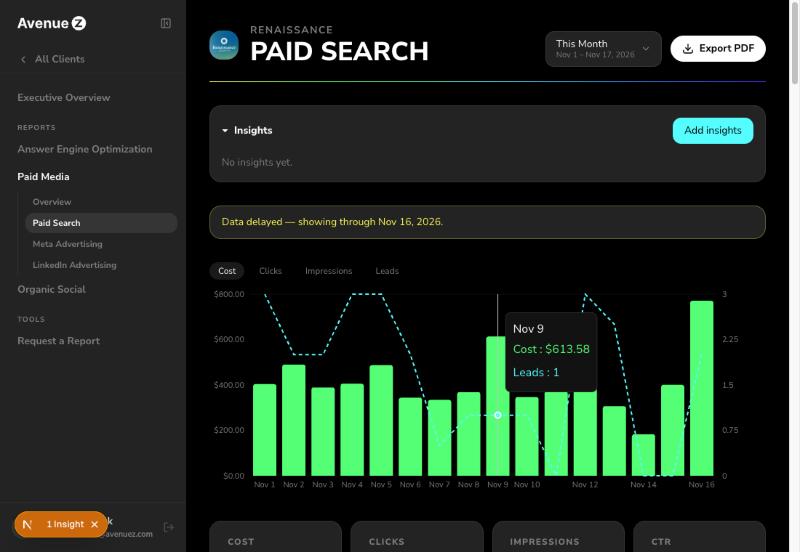 Avenue Z
All Clients
Executive Overview
REPORTS
Answer Engine Optimization
Paid Media
Overview
Paid Search
Meta Advertising
LinkedIn Advertising
Organic Social
TOOLS
Request a Report
N
1 Insight
k
@avenuez.com
RENAISSANCE
PAID SEARCH
This Month
Nov 1 – Nov 17, 2026
Export PDF
Insights
Add insights
No insights yet.
Data delayed — showing through Nov 16, 2026.
Cost
Clicks
Impressions
Leads
$800.00
$600.00
$400.00
$200.00
$0.00
3
2.25
1.5
0.75
0
Nov 9
Cost : $613.58
Leads : 1
Nov 1 Nov 2 Nov 3 Nov 4 Nov 5 Nov 6 Nov 7 Nov 8 Nov 9 Nov 10 Nov 12 Nov 14 Nov 16
COST
CLICKS
IMPRESSIONS
CTR